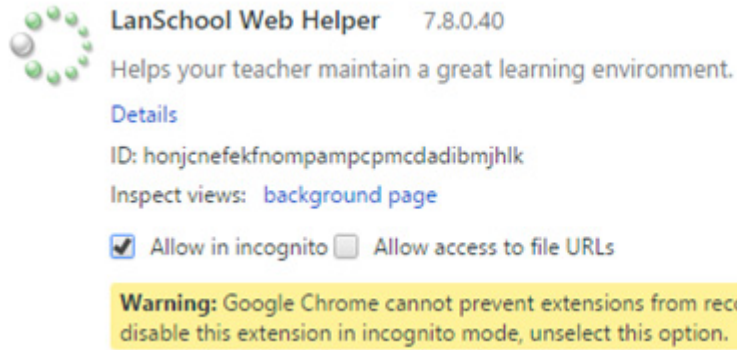 LanSchool Web Helper 7.8.0.40
Helps your teacher maintain a great learning environment.
Details
ID: honjcnefekfnompampcpmcdadibmjhlk
Inspect views: background page
Allow in incognito Allow access to file URLs
Warning: Google Chrome cannot prevent extensions from
disable this extension in incognito mode, unselect this option.